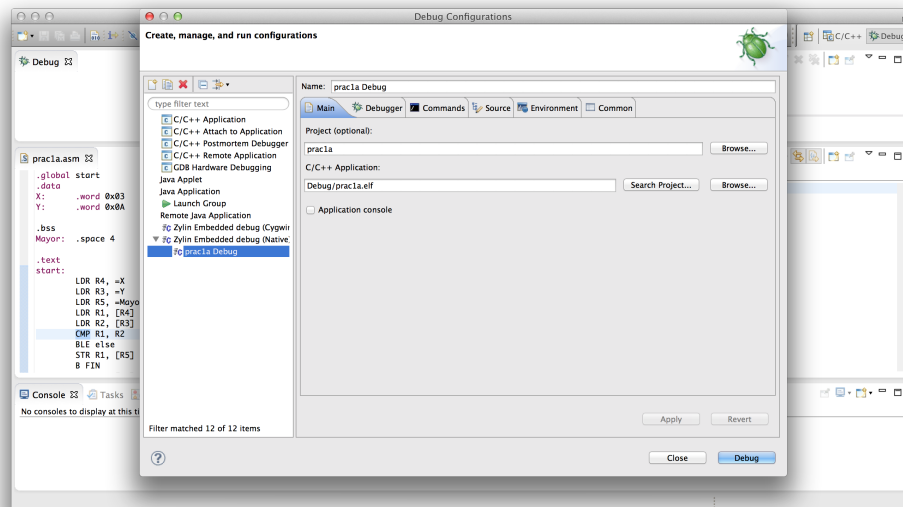 Debug Configurations
C/C++
Debug
Create, manage, and run configurations
Debug
type filter text
C/C++ Application
C/C++ Attach to Application
C/C++ Postmortem Debugger
C/C++ Remote Application
GDB Hardware Debugging
Java Applet
Java Application
Launch Group
Remote Java Application
Zylin Embedded debug (Cygwin
Zylin Embedded debug (Native)
prac1a Debug
Filter matched 12 of 12 items
Name: prac1a Debug
Main Debugger Commands Source Environment Common
Project (optional):
prac1a Browse...
C/C++ Application:
Debug/prac1a.elf Search Project... Browse...
Application console
Apply Revert
? Close Debug
prac1a.asm
.global start
.data
X: .word 0x03
Y: .word 0x0A
.bss
Mayor: .space 4
.text
start:
LDR R4, =X
LDR R3, =Y
LDR R5, =Mayo
LDR R1, [R4]
LDR R2, [R3]
CMP R1, R2
BLE else
STR R1, [R5]
B FIN
Console Tasks
No consoles to display at this ti